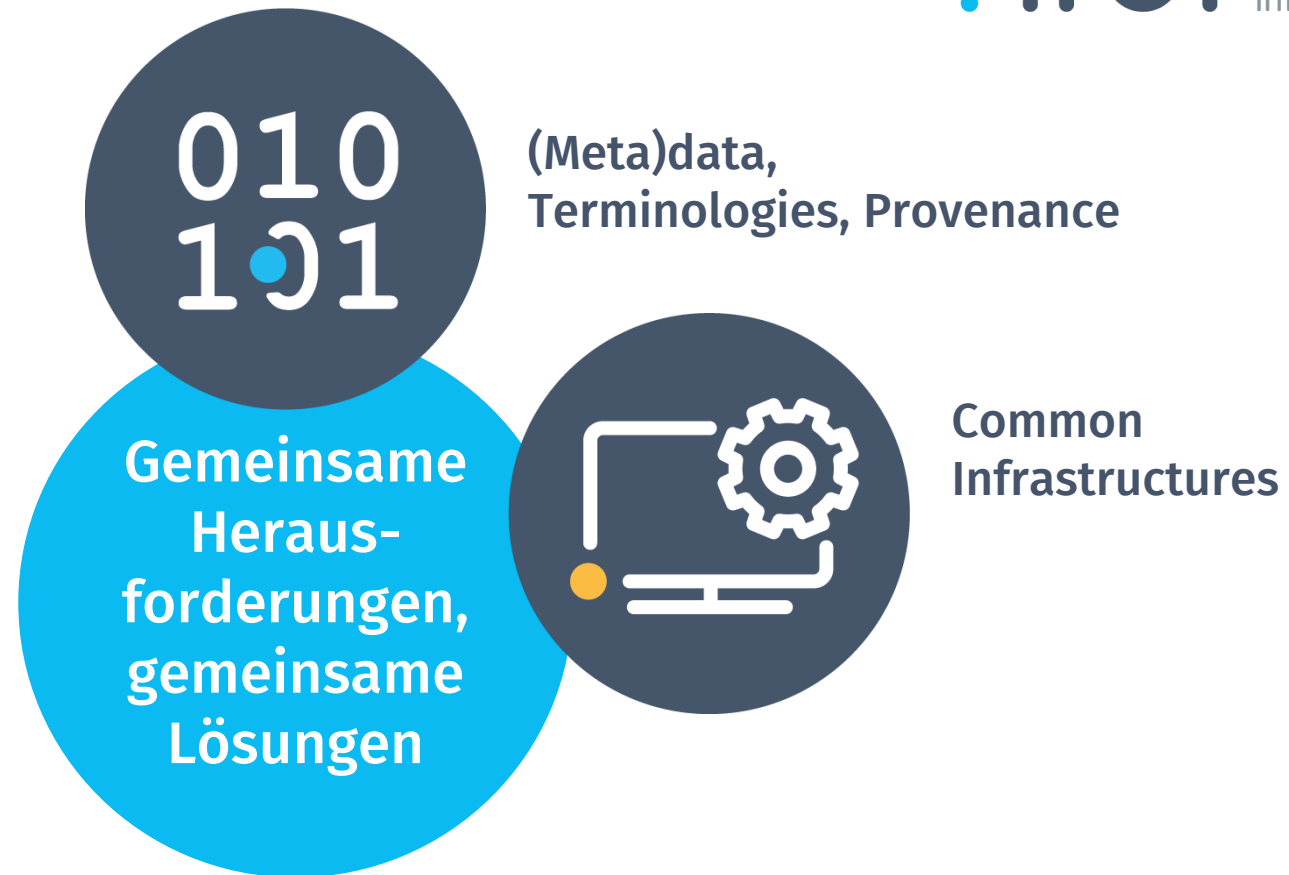 010
101
(Meta)data,
Terminologies, Provenance
Common
Infrastructures
Gemeinsame
Heraus-
forderungen,
gemeinsame
Lösungen